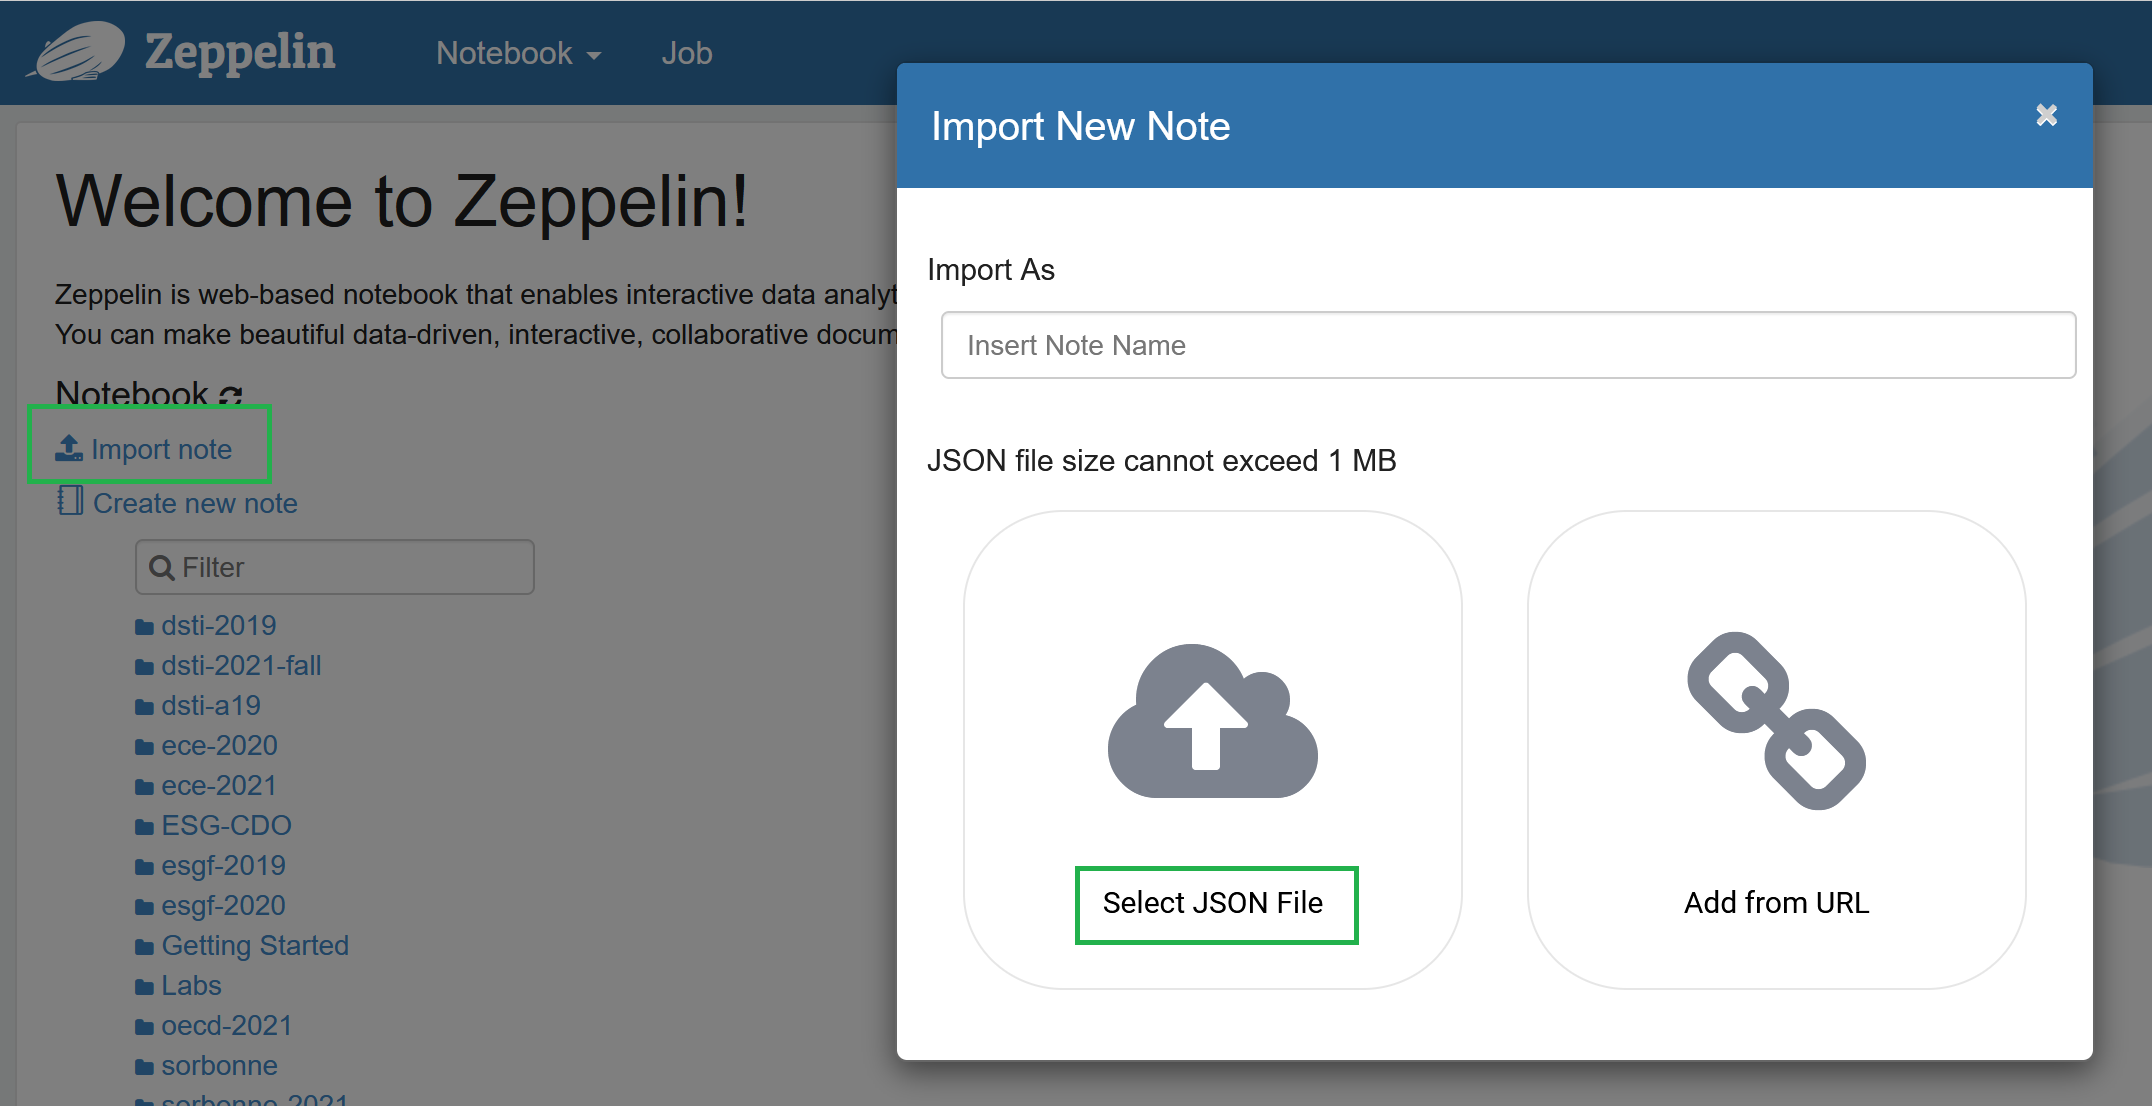 Zeppelin
Notebook
Job
Welcome to Zeppelin!
Zeppelin is web-based notebook that enables interactive data analyt
You can make beautiful data-driven, interactive, collaborative docum
Notebook
Import note
Create new note
Filter
dsti-2019
dsti-2021-fall
dsti-a19
ece-2020
ece-2021
ESG-CDO
esgf-2019
esgf-2020
Getting Started
Labs
oecd-2021
sorbonne
sorbonne-2021
Import New Note
Import As
Insert Note Name
JSON file size cannot exceed 1 MB
Select JSON File
Add from URL